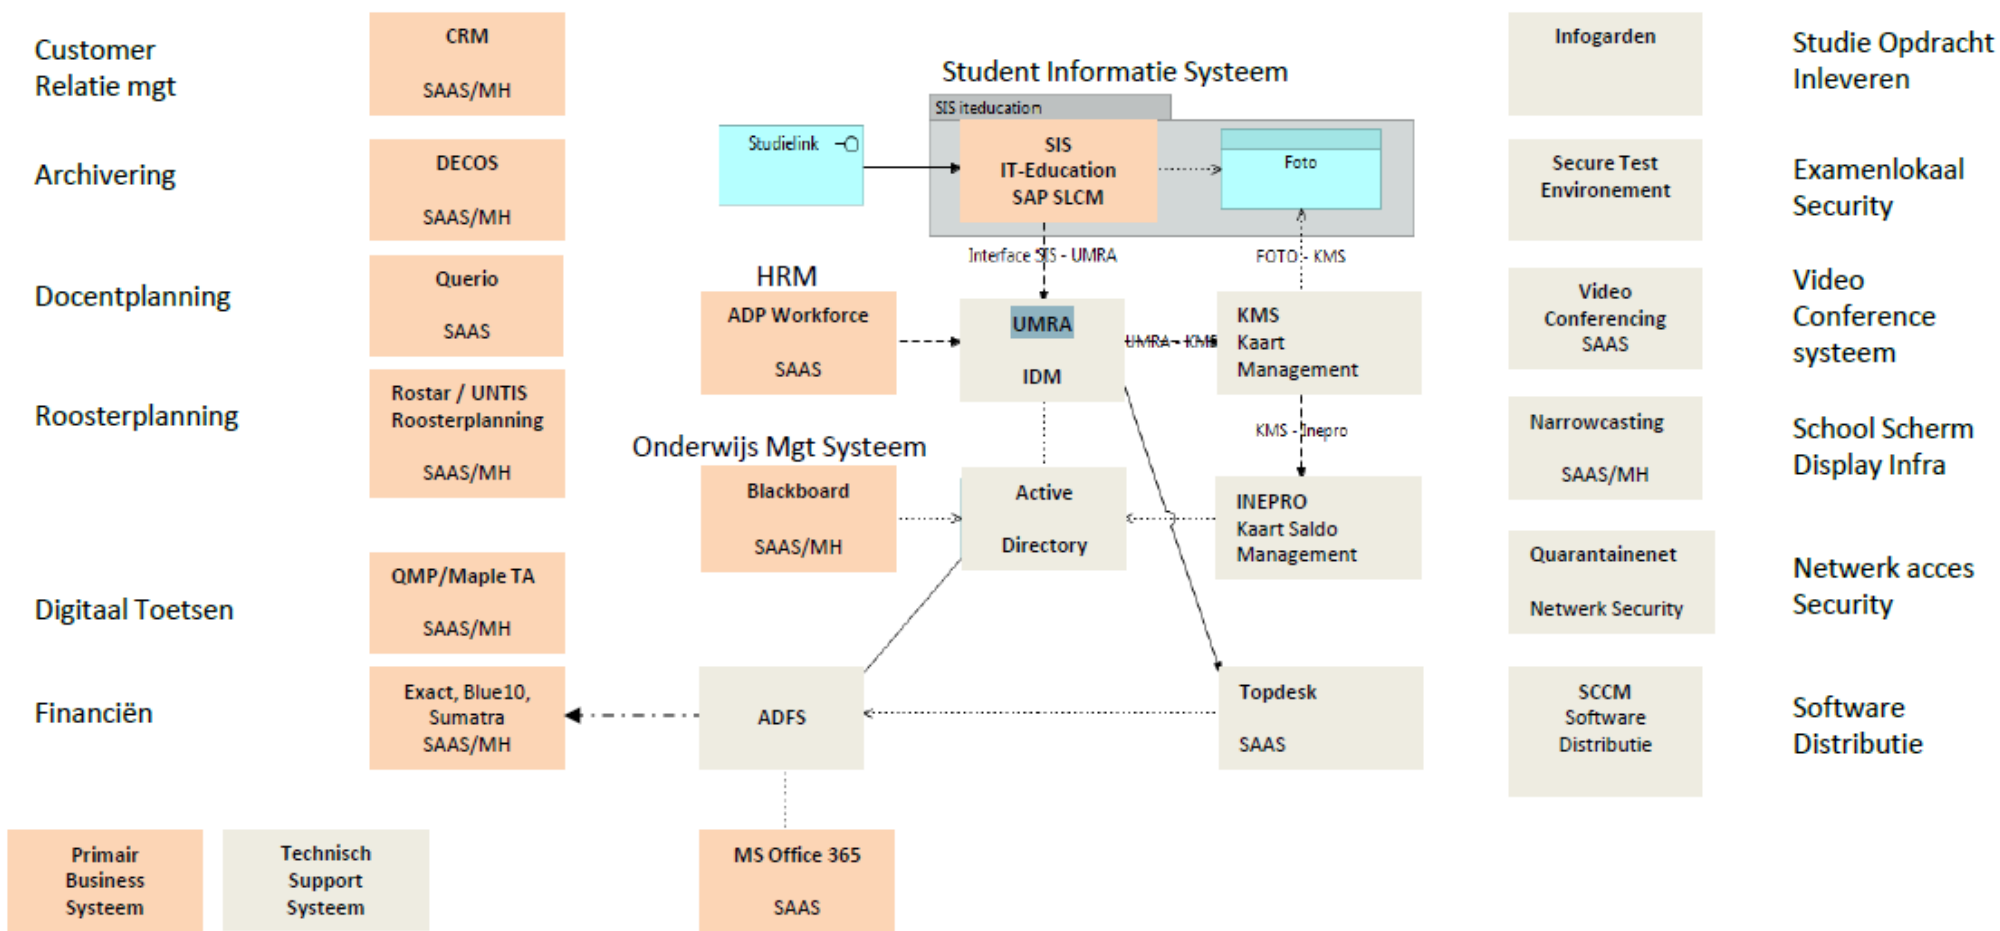 Customer
Relatie mgt
CRM
SAAS/MH
Archivering
DECOS
SAAS/MH
Docentplanning
Querio
SAAS
Roosterplanning
Rostar / UNTIS
Roosterplanning
SAAS/MH
Digitaal Toetsen
QMP/Maple TA
SAAS/MH
Financiën
Exact, Blue10,
Sumatra
SAAS/MH
Primair
Business
Systeem
Technisch
Support
Systeem
Student Informatie Systeem
SIS iteducation
Studielink
SIS
IT-Education
SAP SLCM
Foto
Interface SIS - UMRA
FOTO - KMS
HRM
ADP Workforce
SAAS
UMRA
IDM
UMRA - KMS
KMS
Kaart
Management
KMS - Inepro
Onderwijs Mgt Systeem
Blackboard
SAAS/MH
Active
Directory
INEPRO
Kaart Saldo
Management
ADFS
Topdesk
SAAS
MS Office 365
SAAS
Infogarden
Studie Opdracht
Inleveren
Secure Test
Environement
Examenlokaal
Security
Video
Conferencing
SAAS
Video
Conference
systeem
Narrowcasting
SAAS/MH
School Scherm
Display Infra
Quarantainenet
Netwerk Security
Netwerk acces
Security
SCCM
Software
Distributie
Software
Distributie